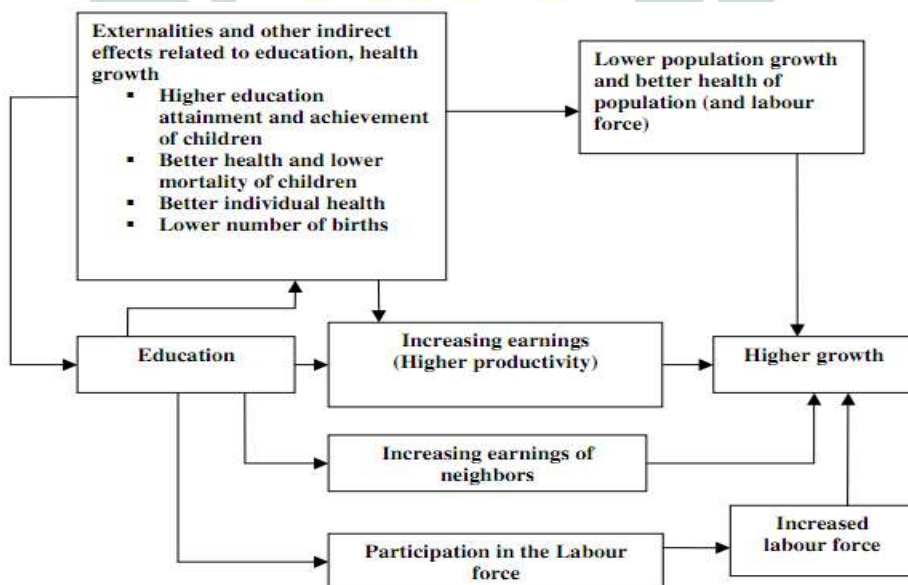 Externalities and other indirect
effects related to education, health
growth
▪ Higher education
attainment and achievement
of children
▪ Better health and lower
mortality of children
▪ Better individual health
▪ Lower number of births
Lower population growth
and better health of
population (and labour
force)
Education
Increasing earnings
(Higher productivity)
Higher growth
Increasing earnings of
neighbors
Participation in the Labour
force
Increased
labour force